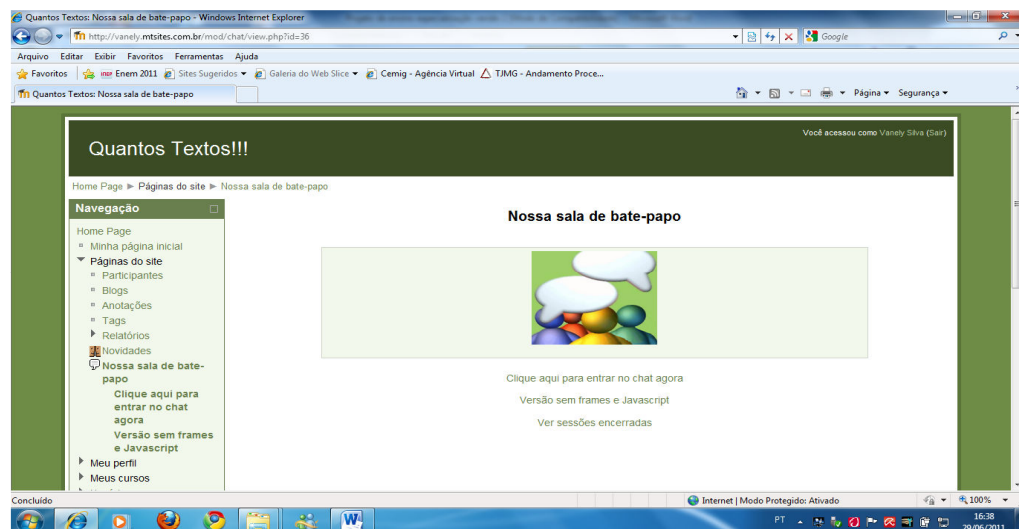 Quantos Textos: Nossa sala de bate-papo - Windows Internet Explorer
http://vanely.mtsites.com.br/mod/chat/view.php?id=36
Google
Arquivo Editar Exibir Favoritos Ferramentas Ajuda
Favoritos Enem 2011 Sites Sugeridos Galeria do Web Slice Cemig - Agência Virtual TJMG - Andamento Proce...
Quantos Textos: Nossa sala de bate-papo
Página Segurança
Você acessou como Vanely Silva (Sair)
Quantos Textos!!!
Home Page ► Páginas do site ► Nossa sala de bate-papo
Navegação
Home Page
Minha página inicial
Páginas do site
Participantes
Blogs
Anotações
Tags
Relatórios
Novidades
Nossa sala de bate-
papo
Clique aqui para
entrar no chat
agora
Versão sem frames
e Javascript
Meu perfil
Meus cursos
Nossa sala de bate-papo
Clique aqui para entrar no chat agora
Versão sem frames e Javascript
Ver sessões encerradas
Concluído
Internet | Modo Protegido: Ativado
100%
PT
16:38
29/06/2011